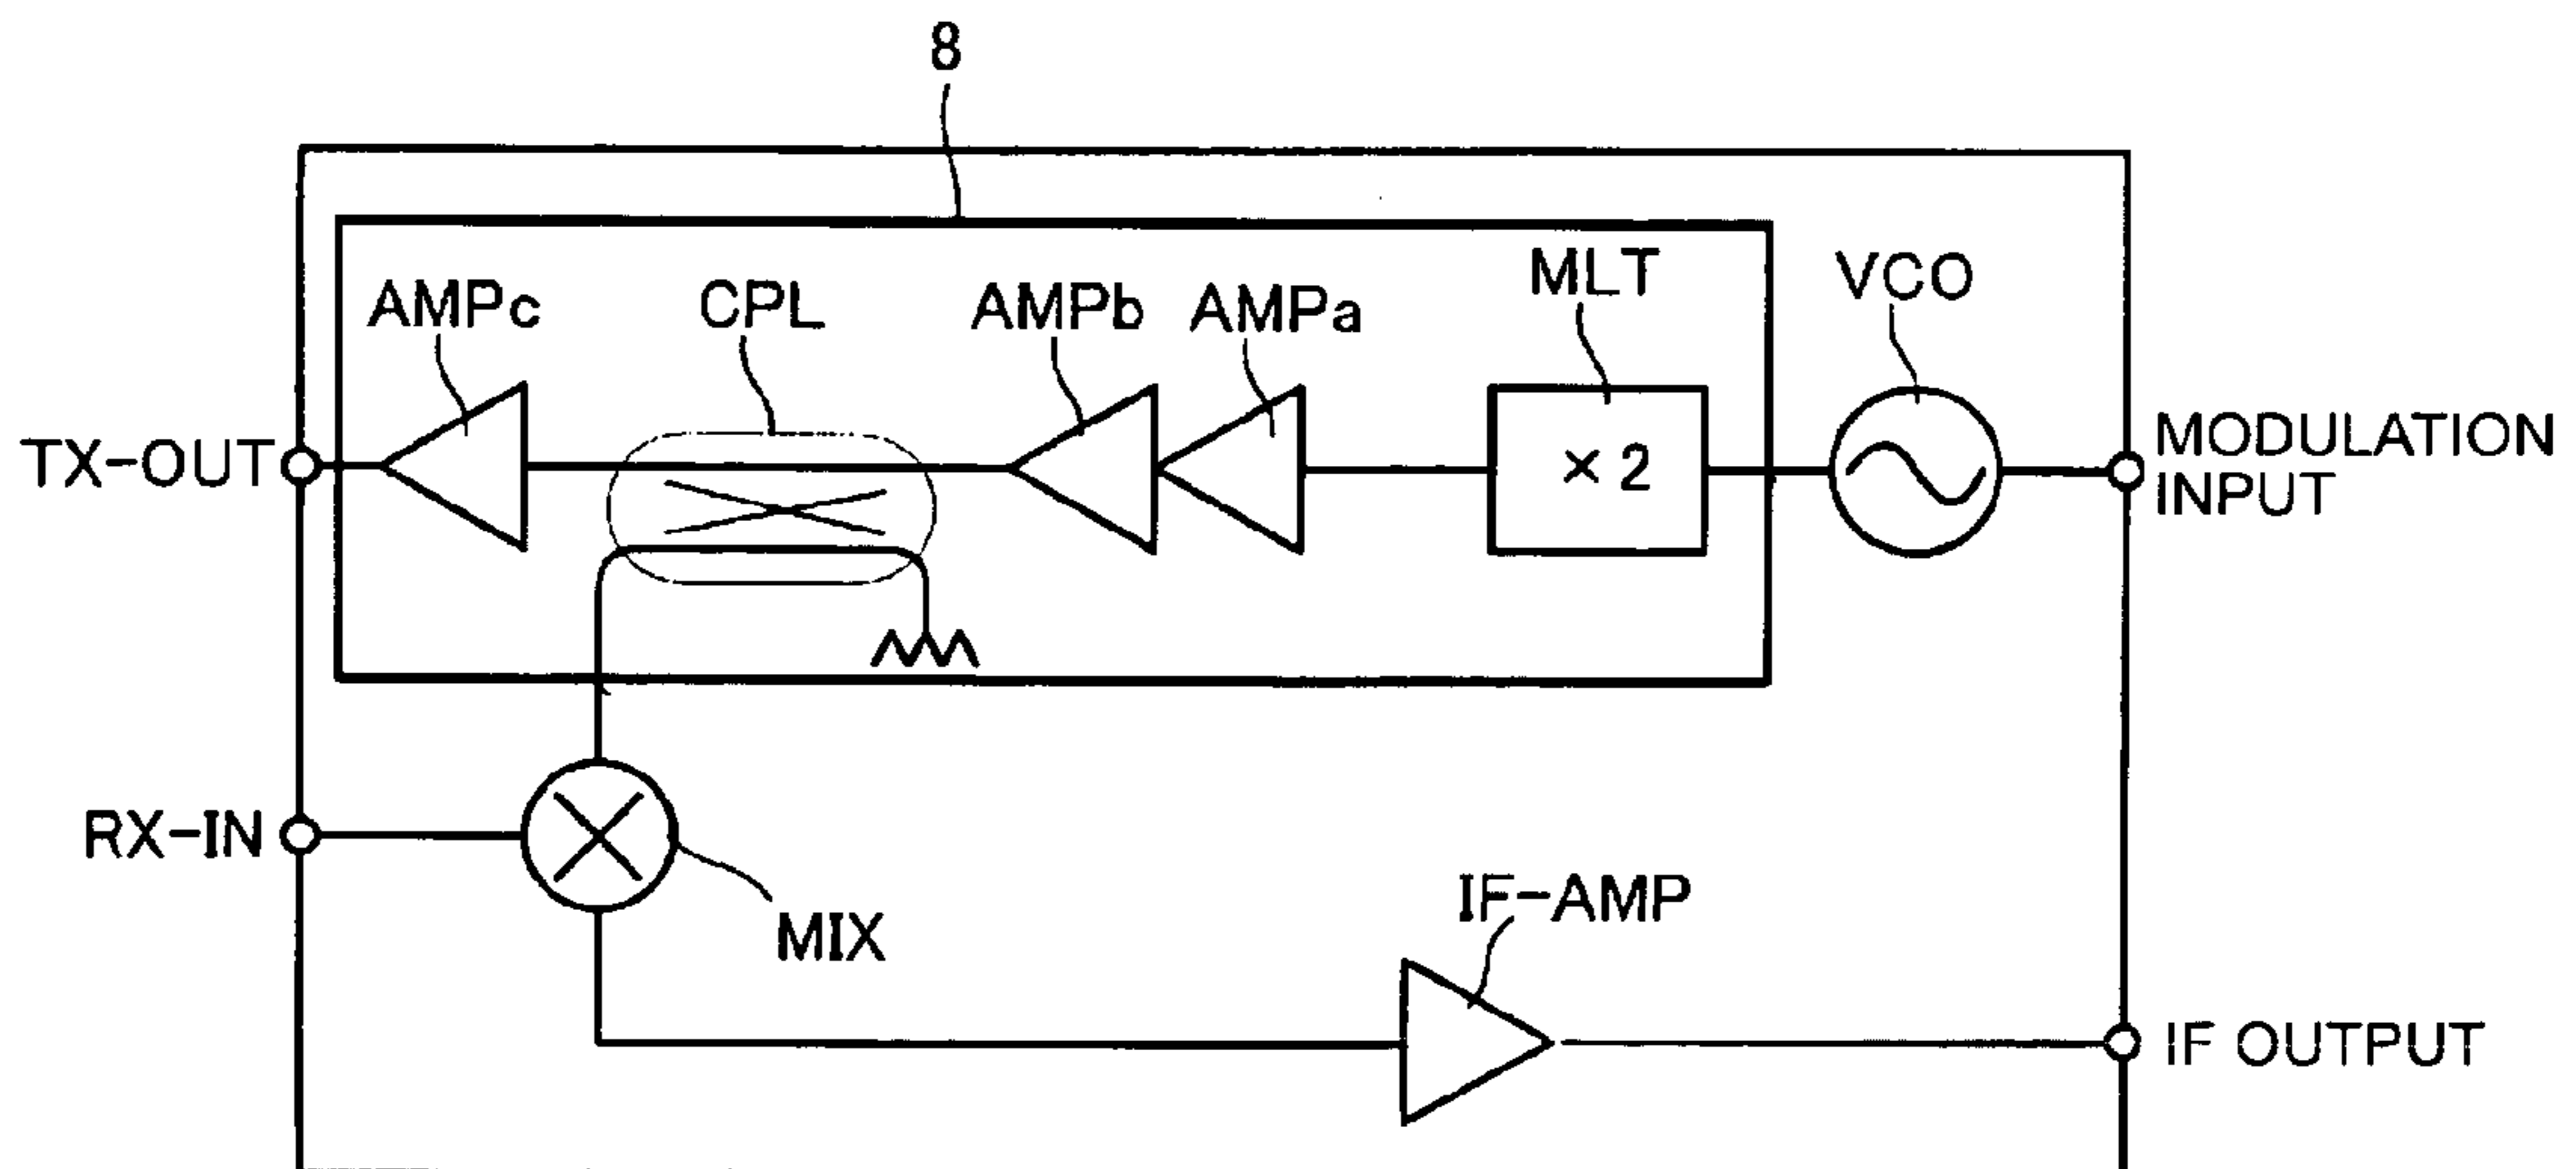 8
AMPc
CPL
AMPb
AMPa
MLT
VCO
TX-OUT
× 2
MODULATION
INPUT
RX-IN
MIX
IF-AMP
IF OUTPUT